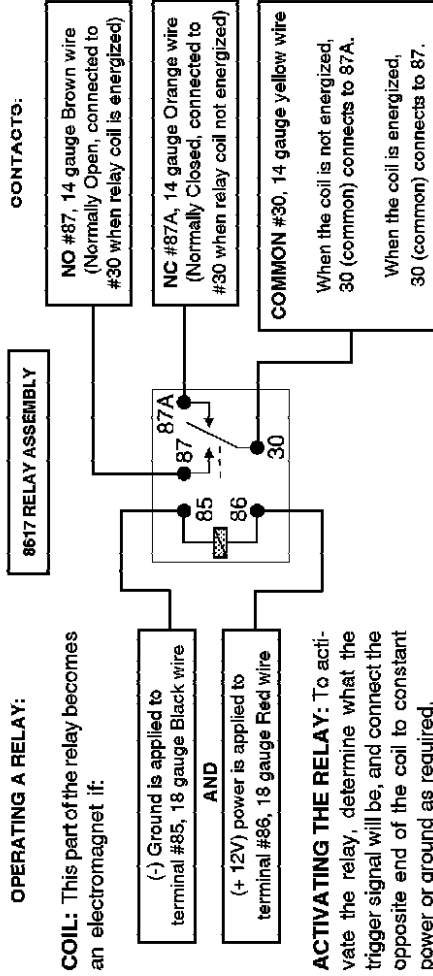 OPERATING A RELAY:
COIL: This part of the relay becomes
an electromagnet if:
(-) Ground is applied to
terminal #85, 18 gauge Black wire
AND
(+ 12V) power is applied to
terminal #86, 18 gauge Red wire
ACTIVATING THE RELAY: To acti-
vate the relay, determine what the
trigger signal will be, and connect the
opposite end of the coil to constant
power or ground as required.
8617 RELAY ASSEMBLY
85
86
87
87A
30
CONTACTS:
NO #87, 14 gauge Brown wire
(Normally Open, connected to
#30 when relay coil is energized)
NC #87A, 14 gauge Orange wire
(Normally Closed, connected to
#30 when relay coil not energized)
COMMON #30, 14 gauge yellow wire
When the coil is not energized,
30 (common) connects to 87A.
When the coil is energized,
30 (common) connects to 87.